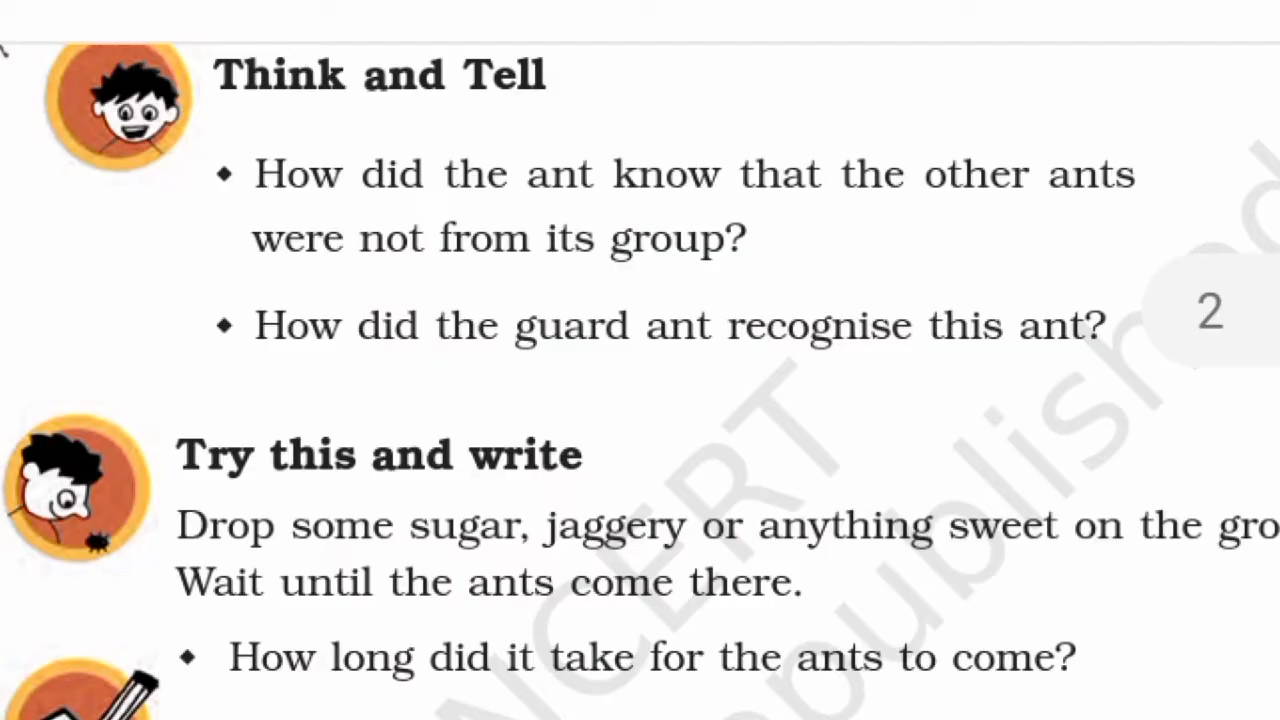 Think and Tell
◆ How did the ant know that the other ants
were not from its group?
◆ How did the guard ant recognise this ant?
2
Try this and write
Drop some sugar, jaggery or anything sweet on the gro
Wait until the ants come there.
◆ How long did it take for the ants to come?
NCERT
republished